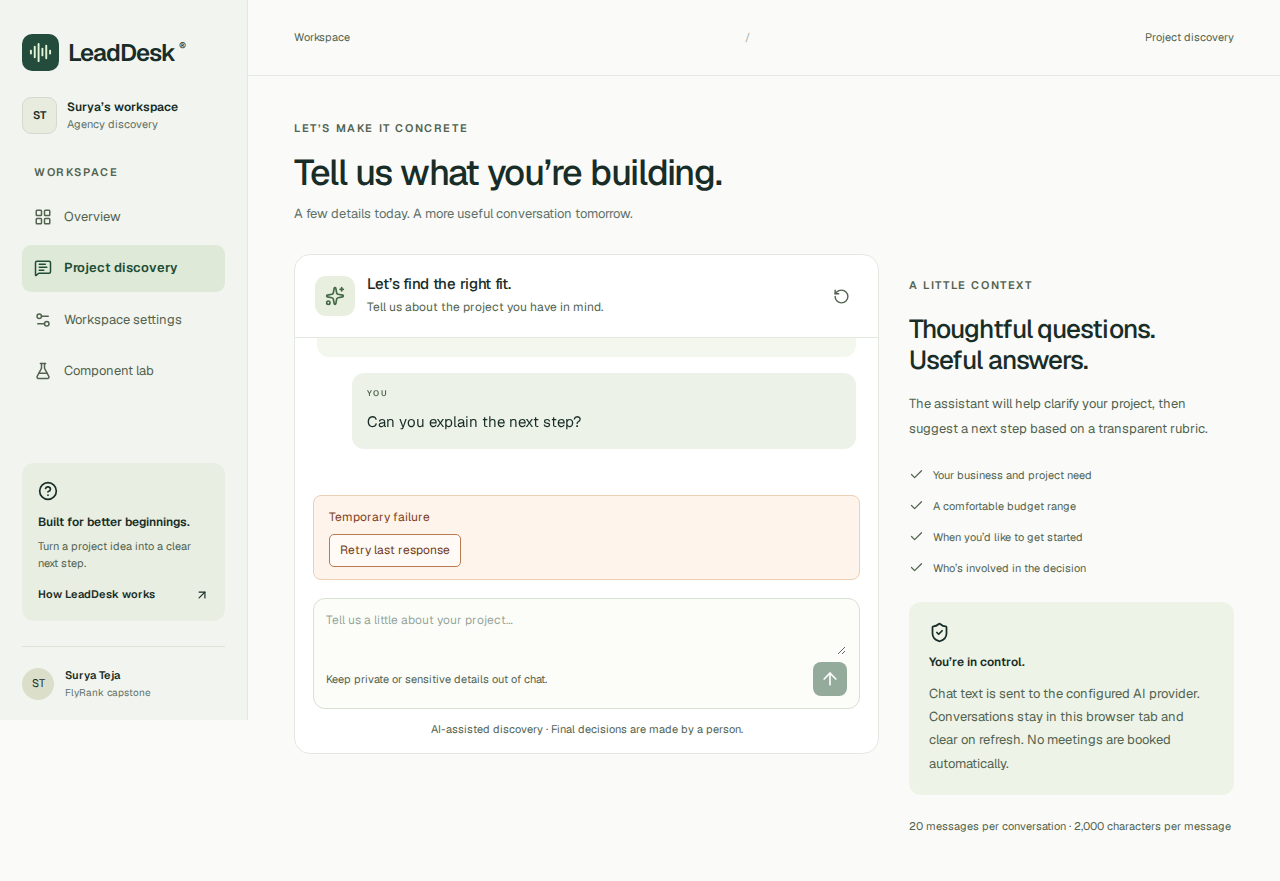 LeadDesk ®
ST
Surya's workspace
Agency discovery
WORKSPACE
Overview
Project discovery
Workspace settings
Component lab
Built for better beginnings.
Turn a project idea into a clear
next step.
How LeadDesk works
ST
Surya Teja
FlyRank capstone
Workspace / Project discovery
LET'S MAKE IT CONCRETE
Tell us what you're building.
A few details today. A more useful conversation tomorrow.
Let's find the right fit.
Tell us about the project you have in mind.
YOU
Can you explain the next step?
Temporary failure
Retry last response
Tell us a little about your project…
Keep private or sensitive details out of chat.
AI-assisted discovery · Final decisions are made by a person.
A LITTLE CONTEXT
Thoughtful questions.
Useful answers.
The assistant will help clarify your project, then
suggest a next step based on a transparent rubric.
Your business and project need
A comfortable budget range
When you'd like to get started
Who's involved in the decision
You're in control.
Chat text is sent to the configured AI provider.
Conversations stay in this browser tab and
clear on refresh. No meetings are booked
automatically.
20 messages per conversation · 2,000 characters per message